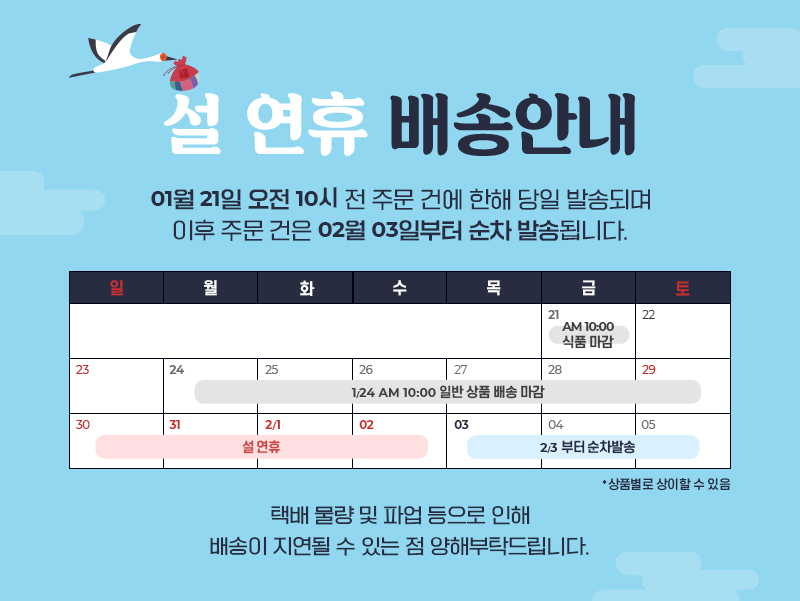 설 연휴 배송안내
01월 21일 오전 10시 전 주문 건에 한해 당일 발송되며
이후 주문 건은 02월 03일부터 순차 발송됩니다.
일 월 화 수 목 금 토
21 22
AM 10:00
식품 마감
23 24 25 26 27 28 29
1/24 AM 10:00 일반 상품 배송 마감
30 31 2/1 02 03 04 05
설 연휴 2/3 부터 순차발송
*상품별로 상이할 수 있음
택배 물량 및 파업 등으로 인해
배송이 지연될 수 있는 점 양해부탁드립니다.